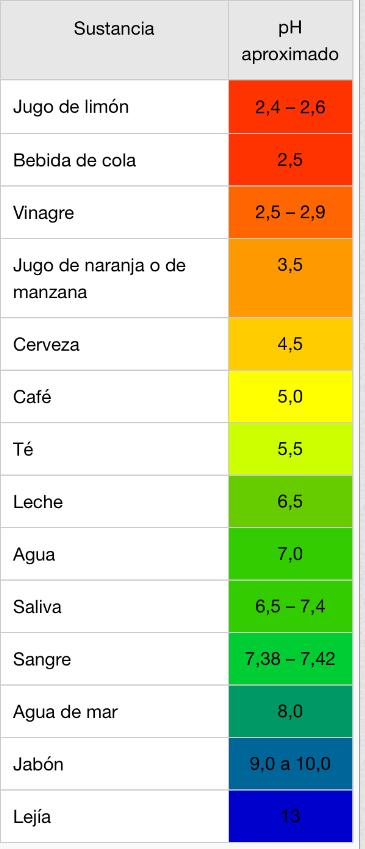 Sustancia
pH
aproximado
Jugo de limón
2,4 – 2,6
Bebida de cola
2,5
Vinagre
2,5 – 2,9
Jugo de naranja o de
manzana
3,5
Cerveza
4,5
Café
5,0
Té
5,5
Leche
6,5
Agua
7,0
Saliva
6,5 – 7,4
Sangre
7,38 – 7,42
Agua de mar
8,0
Jabón
9,0 a 10,0
Lejía
13